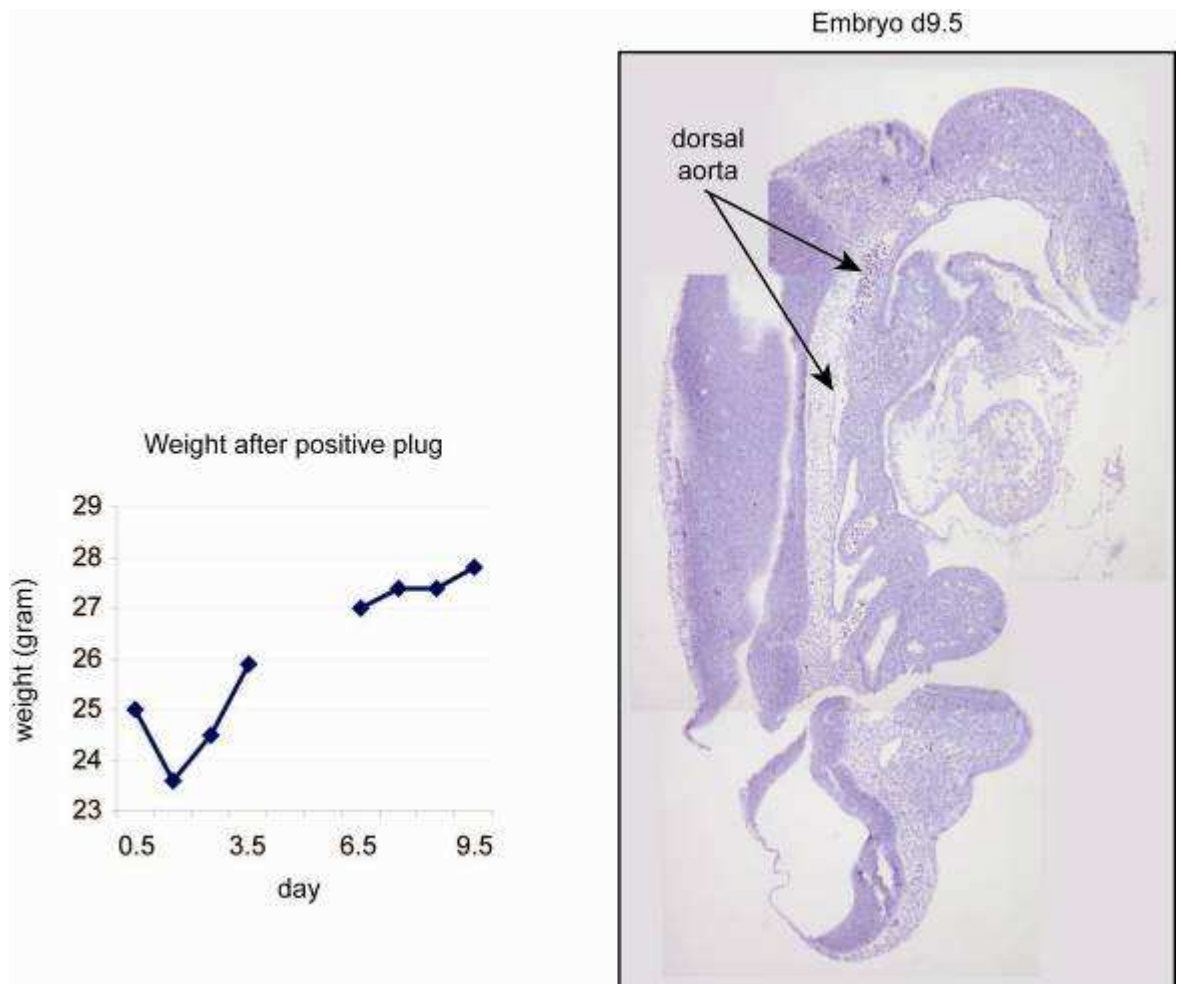 Embryo d9.5
dorsal
aorta
Weight after positive plug
29
28
27
26
25
24
23
weight (gram)
0.5 3.5 6.5 9.5
day